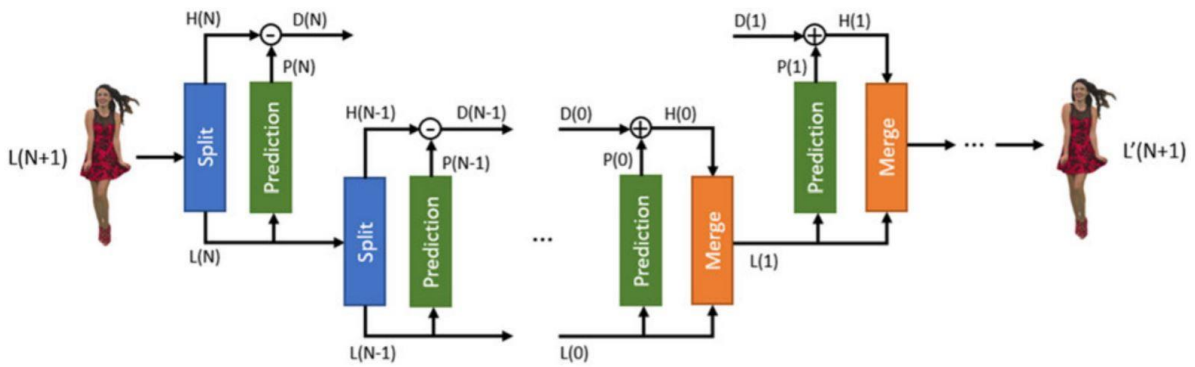 H(N)
D(N)
P(N)
L(N+1)
Split
Prediction
L(N)
H(N-1)
D(N-1)
P(N-1)
Split
Prediction
L(N-1)
...
D(0)
H(0)
P(0)
Prediction
Merge
L(0)
L(1)
D(1)
H(1)
P(1)
Prediction
Merge
...
L’(N+1)